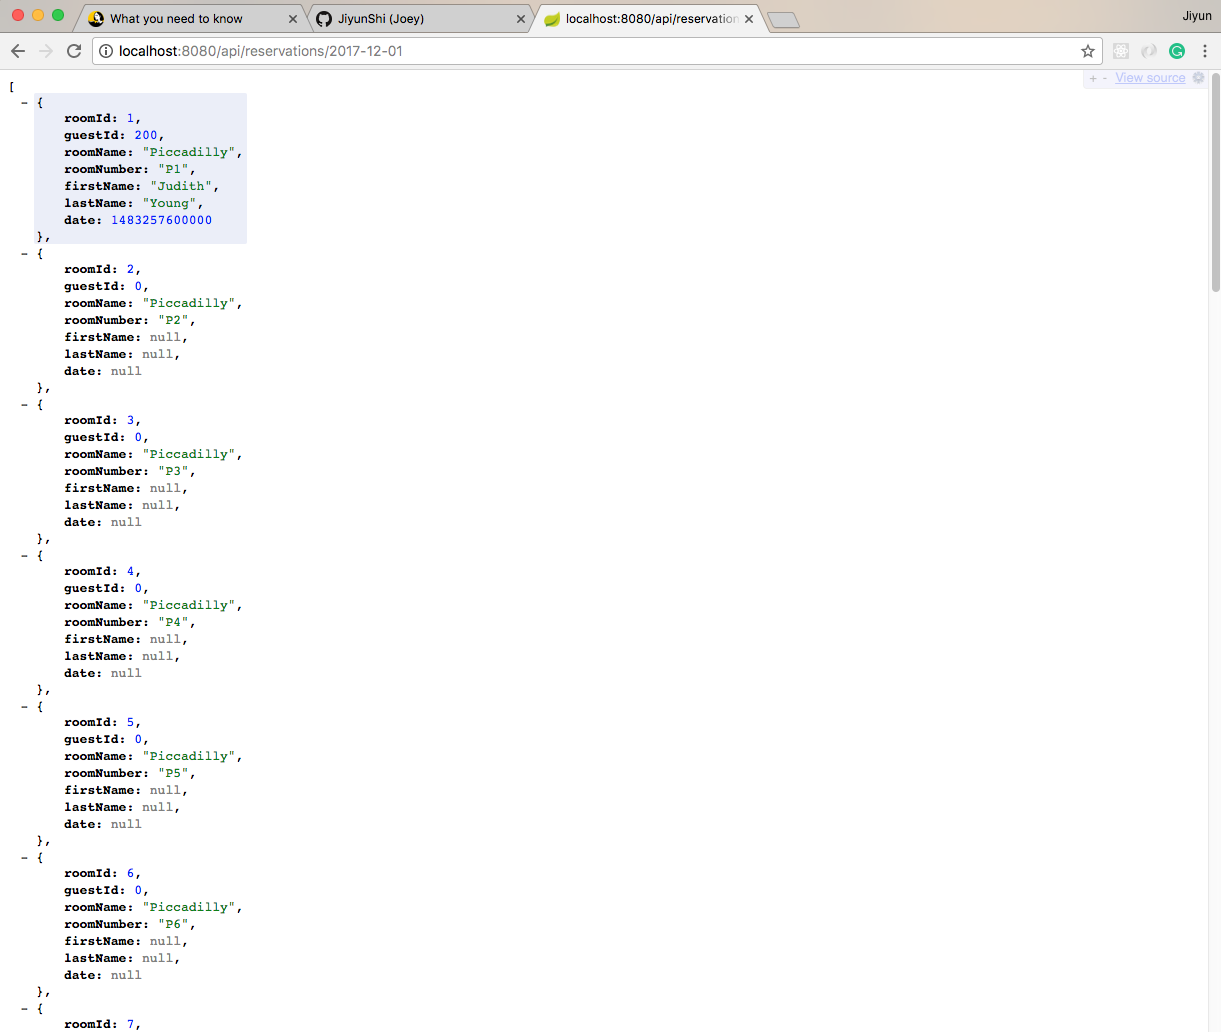 What you need to know
JiyunShi (Joey)
localhost:8080/api/reservation
Jiyun
localhost:8080/api/reservations/2017-12-01
+ - View source
[
- {
roomId: 1,
guestId: 200,
roomName: "Piccadilly",
roomNumber: "P1",
firstName: "Judith",
lastName: "Young",
date: 1483257600000
},
- {
roomId: 2,
guestId: 0,
roomName: "Piccadilly",
roomNumber: "P2",
firstName: null,
lastName: null,
date: null
},
- {
roomId: 3,
guestId: 0,
roomName: "Piccadilly",
roomNumber: "P3",
firstName: null,
lastName: null,
date: null
},
- {
roomId: 4,
guestId: 0,
roomName: "Piccadilly",
roomNumber: "P4",
firstName: null,
lastName: null,
date: null
},
- {
roomId: 5,
guestId: 0,
roomName: "Piccadilly",
roomNumber: "P5",
firstName: null,
lastName: null,
date: null
},
- {
roomId: 6,
guestId: 0,
roomName: "Piccadilly",
roomNumber: "P6",
firstName: null,
lastName: null,
date: null
},
- {
roomId: 7,